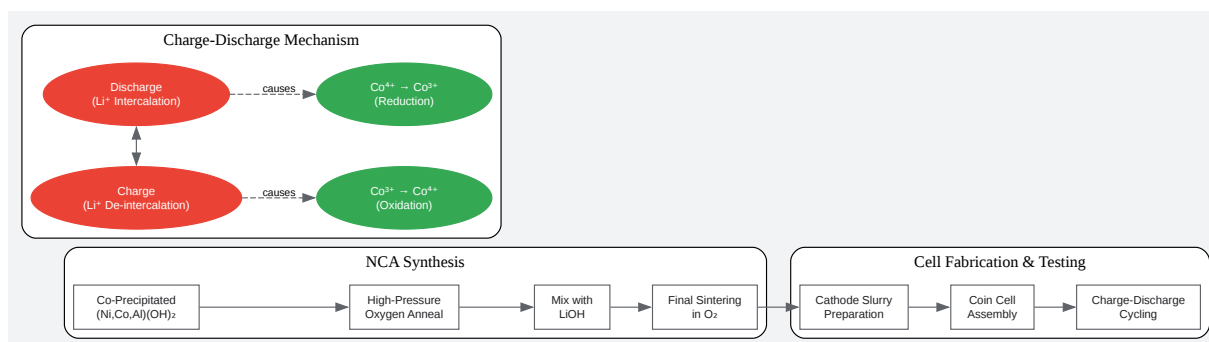 Charge-Discharge Mechanism
Discharge
(Li⁺ Intercalation)
causes
Co⁴⁺ → Co³⁺
(Reduction)
Charge
(Li⁺ De-intercalation)
causes
Co³⁺ → Co⁴⁺
(Oxidation)
NCA Synthesis
Co-Precipitated
(Ni,Co,Al)(OH)₂
High-Pressure
Oxygen Anneal
Mix with
LiOH
Final Sintering
in O₂
Cell Fabrication & Testing
Cathode Slurry
Preparation
Coin Cell
Assembly
Charge-Discharge
Cycling